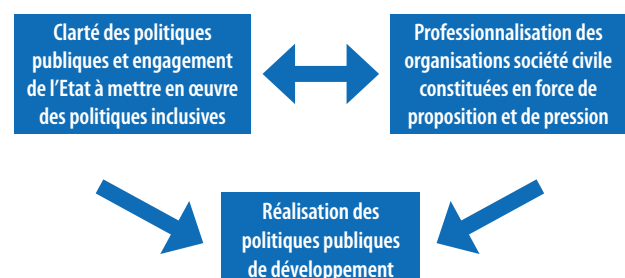 Clarté des politiques
publiques et engagement
de l'Etat à mettre en œuvre
des politiques inclusives
Professionnalisation des
organisations société civile
constituées en force de
proposition et de pression
Réalisation des
politiques publiques
de développement